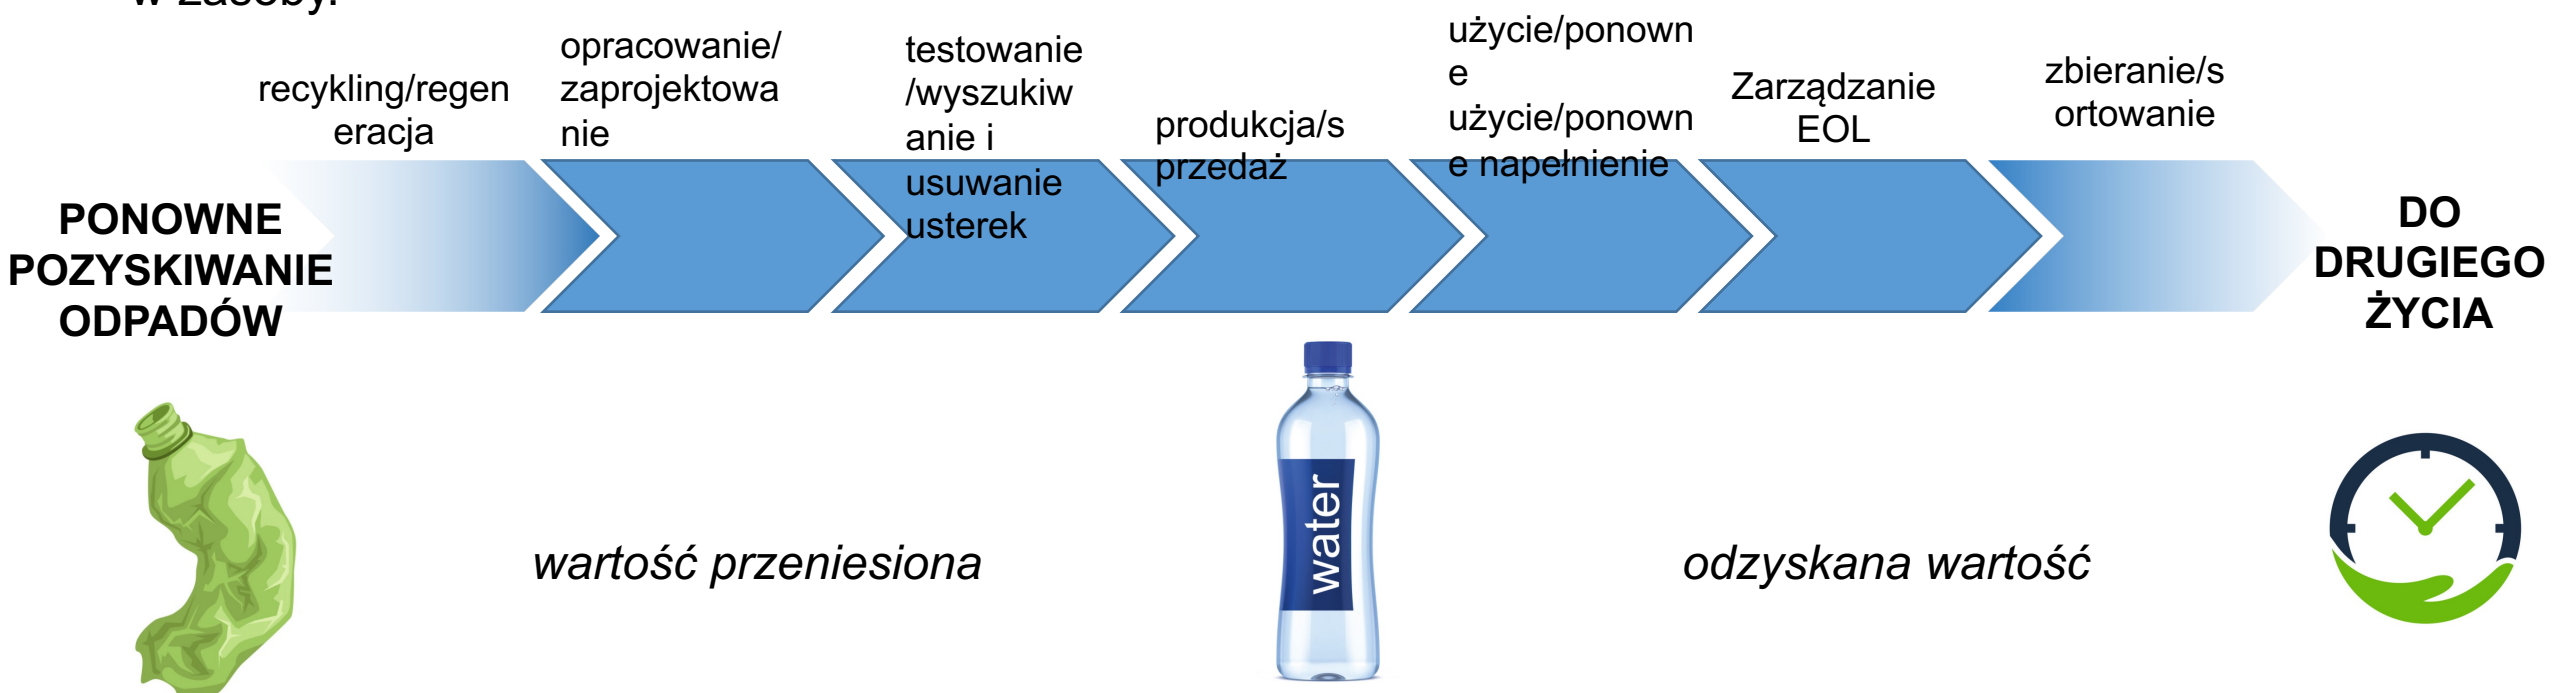 w zasoby.
recykling/regen
eracja
opracowanie/
zaprojektowa
nie
testowanie
/wyszukiw
anie i
usuwanie
usterek
produkcja/s
przedaż
użycie/ponown
e
użycie/ponown
e napełnienie
Zarządzanie
EOL
zbieranie/s
ortowanie
PONOWNE
POZYSKIWANIE
ODPADÓW
DO
DRUGIEGO
ŻYCIA
wartość przeniesiona
water
odzyskana wartość